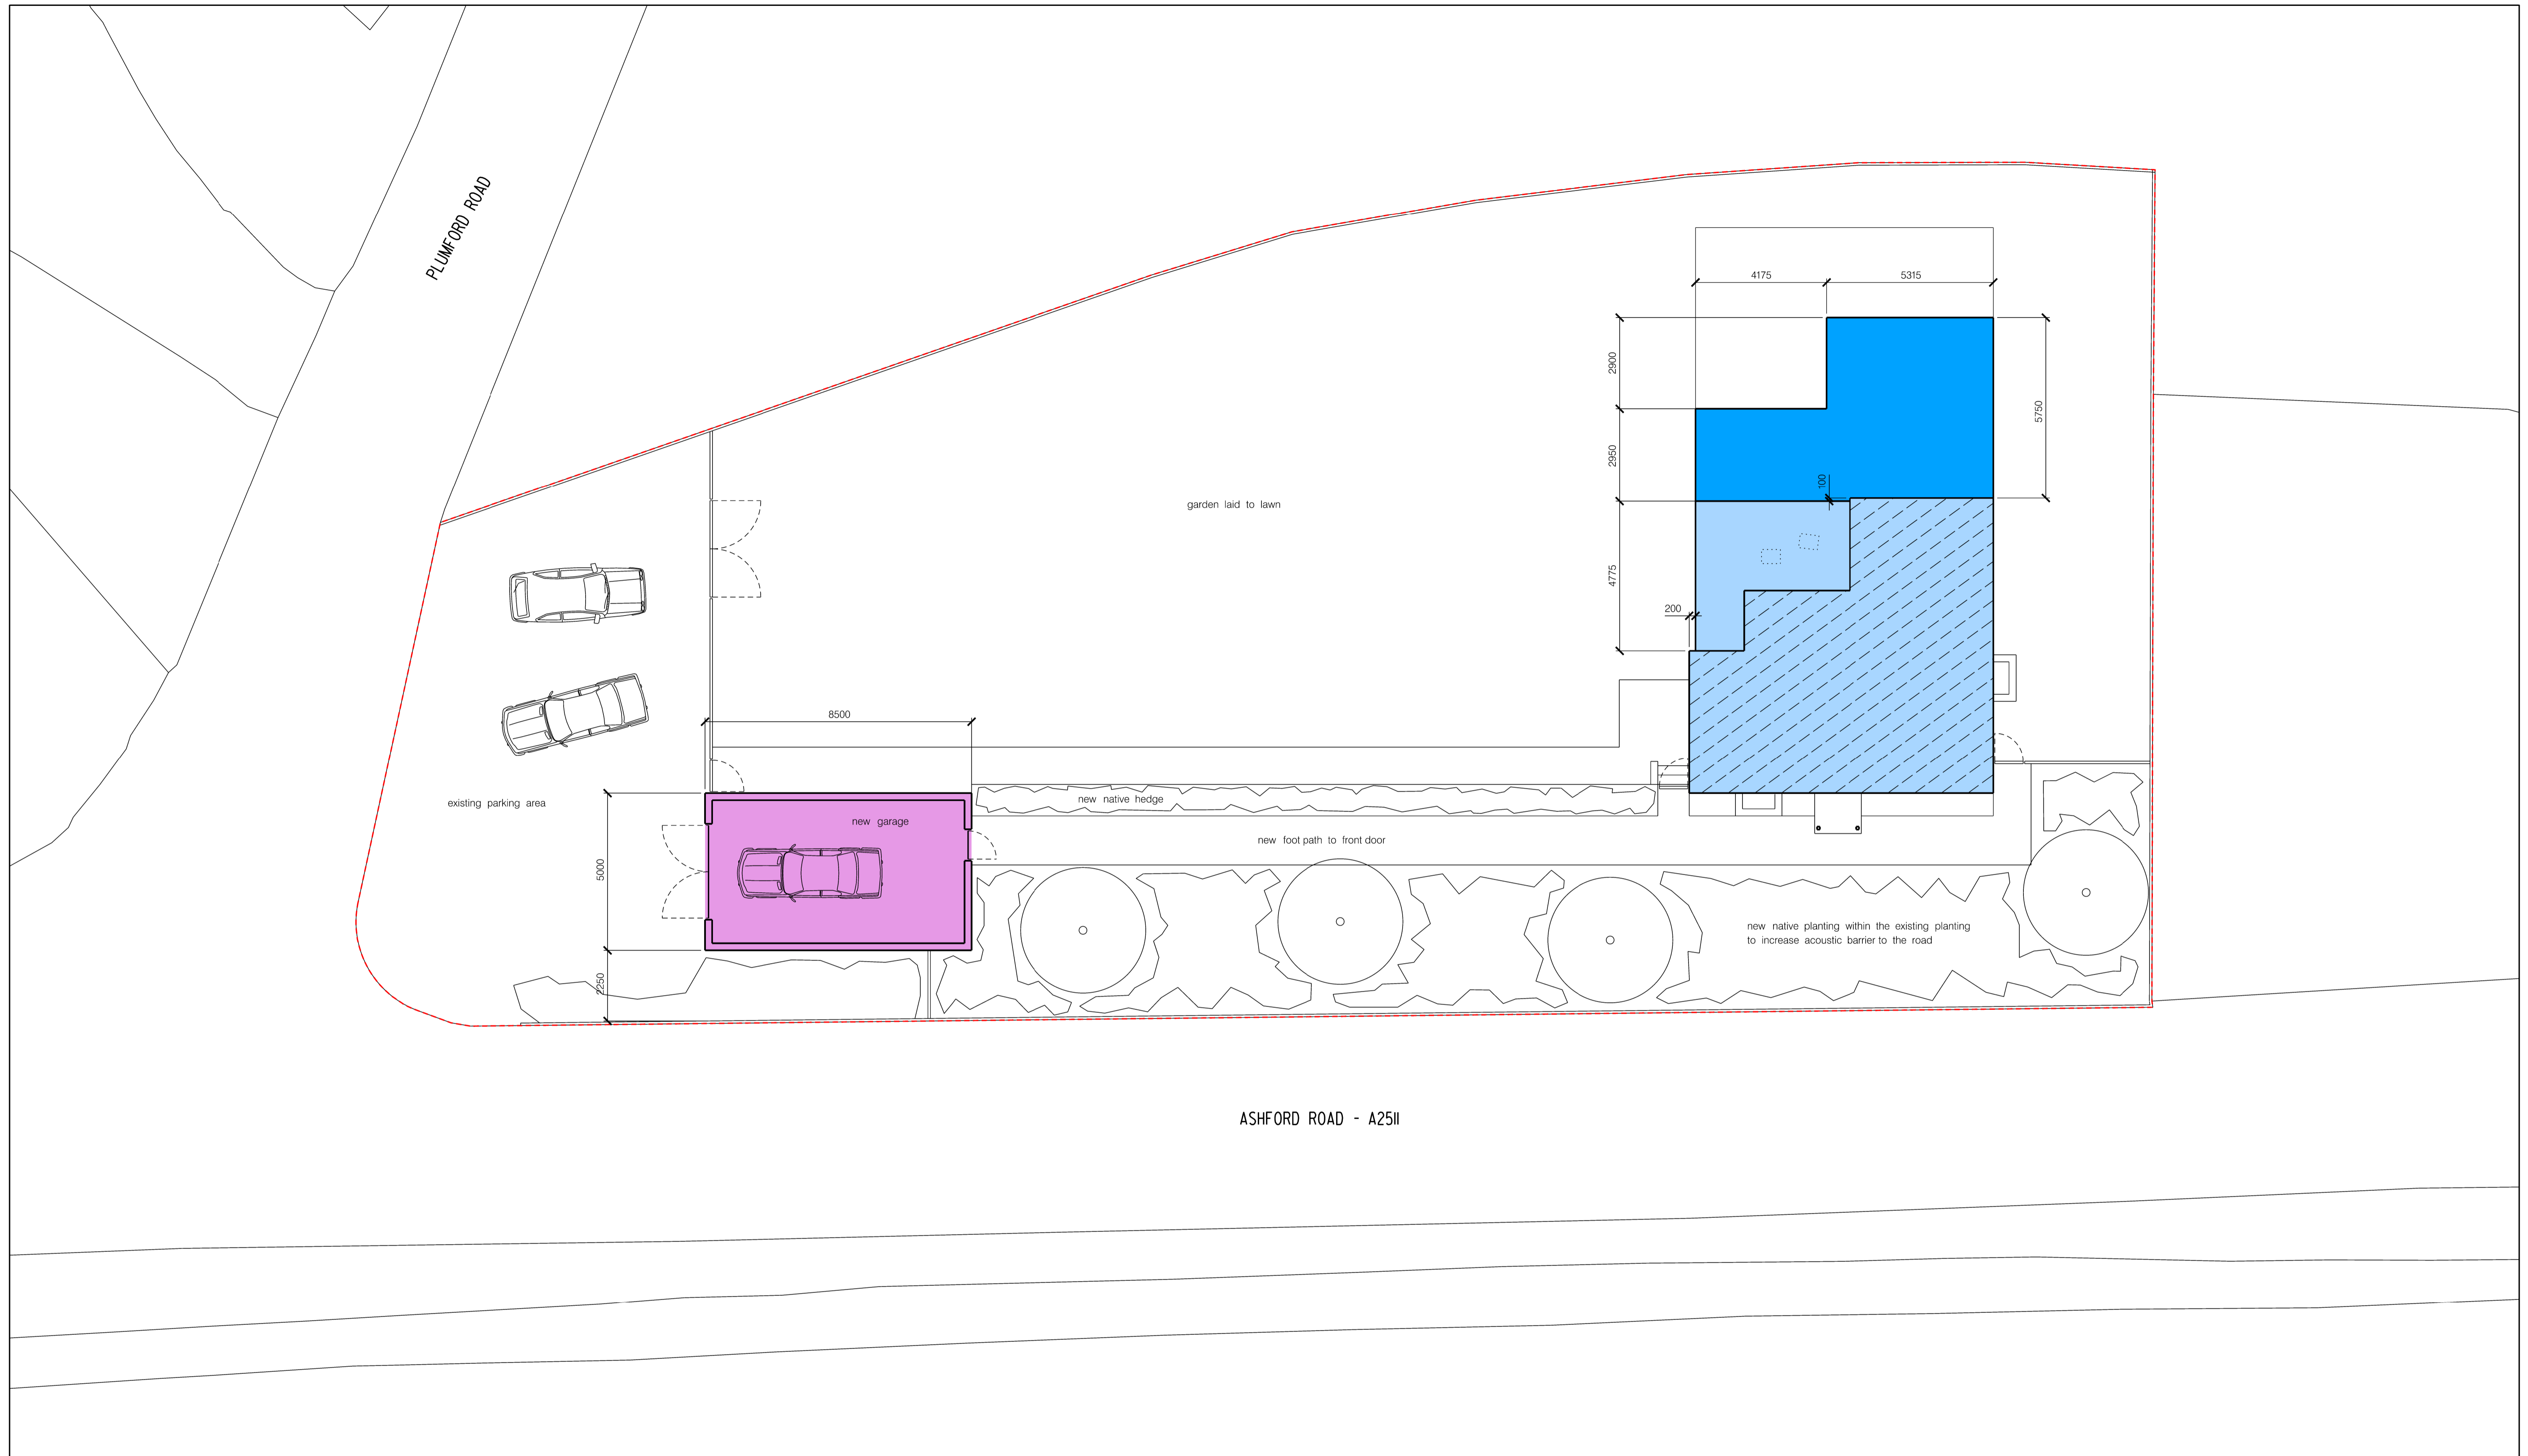 PLUMFORD ROAD
4175
5315
2900
5750
2950
100
garden laid to lawn
4775
200
8500
new native hedge
existing parking area
new garage
new foot path to front door
5000
new native planting within the existing planting
to increase acoustic barrier to the road
2250
ASHFORD ROAD - A2511